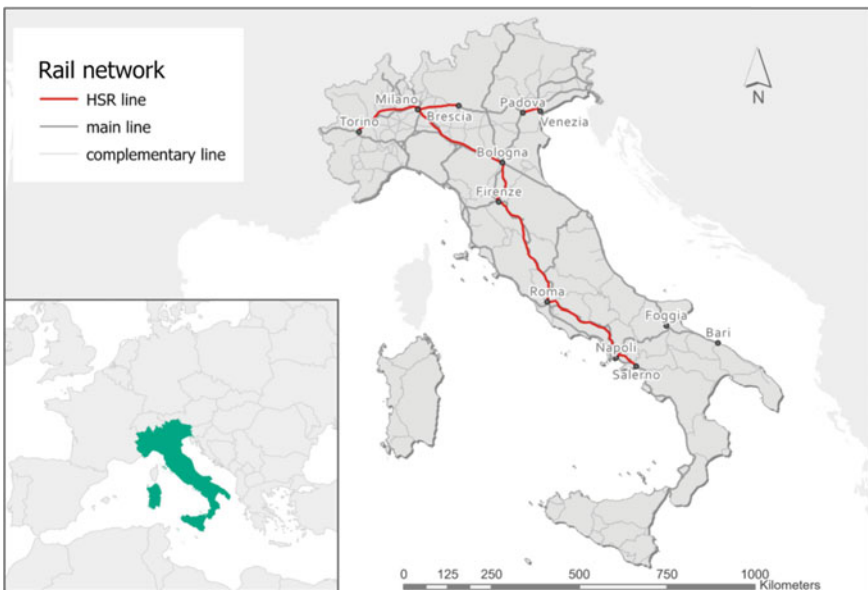 Rail network
HSR line
main line
complementary line
N
Milano
Torino
Brescia
Padova
Venezia
Bologna
Firenze
Roma
Foggia
Bari
Napoli
Salerno
0 125 250 500 750 1000
Kilometers